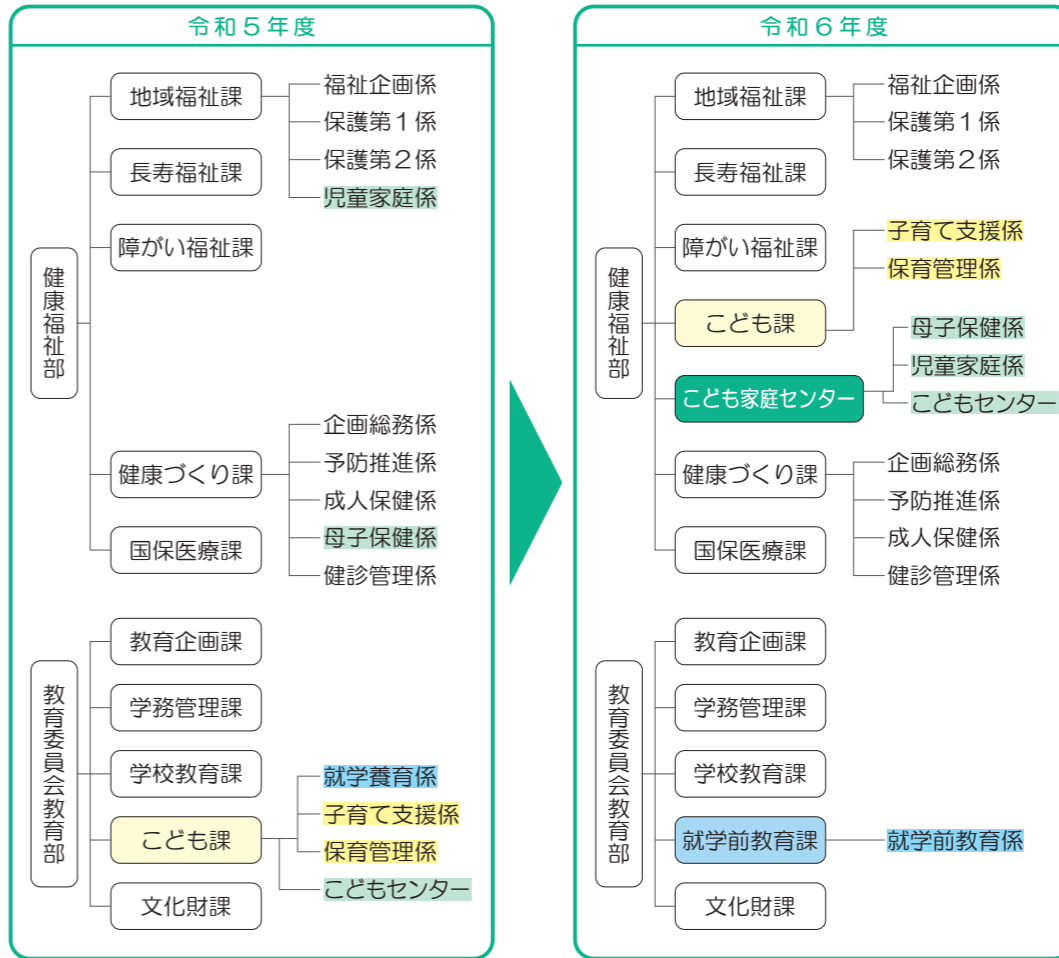 令和５年度
健康福祉部
地域福祉課
福祉企画係
保護第１係
保護第２係
児童家庭係
長寿福祉課
障がい福祉課
健康づくり課
企画総務係
予防推進係
成人保健係
母子保健係
健診管理係
国保医療課
教育委員会教育部
教育企画課
学務管理課
学校教育課
こども課
就学養育係
子育て支援係
保育管理係
こどもセンター
文化財課
令和６年度
健康福祉部
地域福祉課
福祉企画係
保護第１係
保護第２係
長寿福祉課
障がい福祉課
こども課
子育て支援係
保育管理係
こども家庭センター
母子保健係
児童家庭係
こどもセンター
健康づくり課
企画総務係
予防推進係
成人保健係
健診管理係
国保医療課
教育委員会教育部
教育企画課
学務管理課
学校教育課
就学前教育課
就学前教育係
文化財課